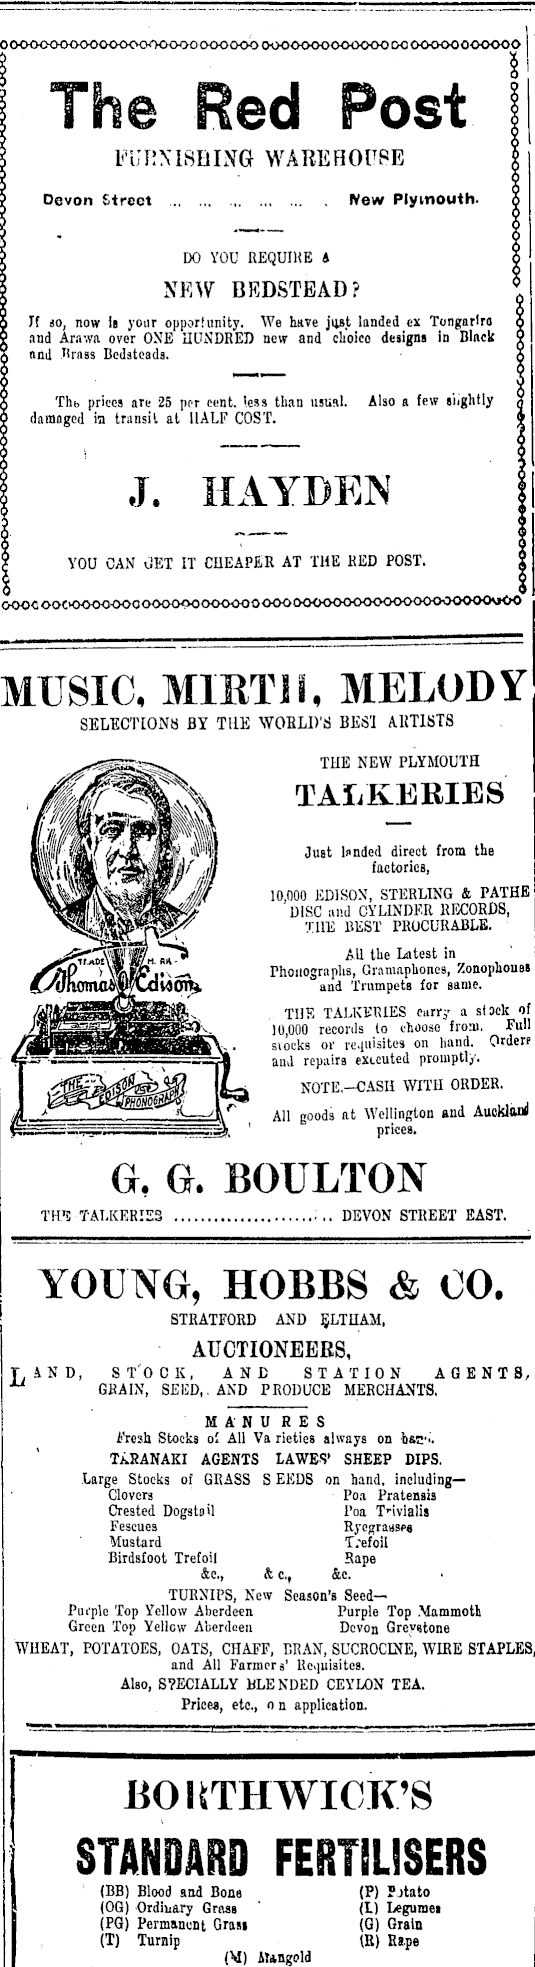 The Red Post
FURNISHING WAREHOUSE
Devon Street ... ... ... ... ... . New Plymouth.
DO YOU REQUIRE A
NEW BEDSTEAD?
If so, now is your opportunity. We have just landed ex Tongariro
and Arawa over ONE HUNDRED new and choice designs in Black
and Brass Bedsteads.
The prices are 25 per cent. less than usual. Also a few slightly
damaged in transit at HALF COST.
J. HAYDEN
YOU CAN GET IT CHEAPER AT THE RED POST.
MUSIC, MIRTH, MELODY
SELECTIONS BY THE WORLD'S BEST ARTISTS
THE NEW PLYMOUTH
TALKERIES
Just landed direct from the
factories,
10,000 EDISON, STERLING & PATHE
DISC and CYLINDER RECORDS,
THE BEST PROCURABLE.
All the Latest in
Phonographs, Gramaphones, Zonophones
and Trumpets for same.
THE TALKERIES carry a stock of
10,000 records to choose from. Full
stocks or requisites on hand. Orders
and repairs executed promptly.
NOTE.—CASH WITH ORDER.
All goods at Wellington and Auckland
prices.
TRADE MARK
Thomas A Edison
THE EDISON PHONOGRAPH
G. G. BOULTON
THE TALKERIES ........................ DEVON STREET EAST.
YOUNG, HOBBS & CO.
STRATFORD AND ELTHAM,
AUCTIONEERS,
LAND, STOCK, AND STATION AGENTS,
GRAIN, SEED, AND PRODUCE MERCHANTS.
MANURES
Fresh Stocks of All Varieties always on hand.
TARANAKI AGENTS LAWES' SHEEP DIPS.
Large Stocks of GRASS SEEDS on hand, including—
Clovers Poa Pratensis
Crested Dogstail Poa Trivialis
Fescues Ryegrasses
Mustard Trefoil
Birdsfoot Trefoil Rape
&c., &c., &c.
TURNIPS, New Season's Seed—
Purple Top Yellow Aberdeen Purple Top Mammoth
Green Top Yellow Aberdeen Devon Greystone
WHEAT, POTATOES, OATS, CHAFF, BRAN, SUCROCINE, WIRE STAPLES,
and All Farmers' Requisites.
Also, SPECIALLY BLENDED CEYLON TEA.
Prices, etc., on application.
BORTHWICK'S
STANDARD FERTILISERS
(BB) Blood and Bone (P) Potato
(OG) Ordinary Grass (L) Legumes
(PG) Permanent Grass (G) Grain
(T) Turnip (R) Rape
(M) Mangold